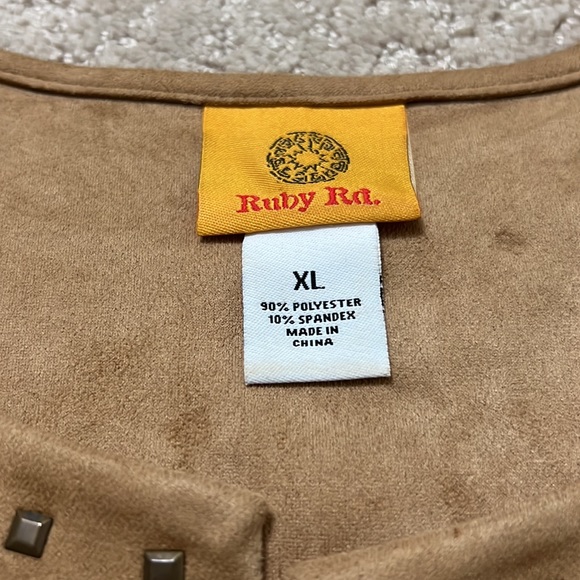 Ruby Rd.
XL
90% POLYESTER
10% SPANDEX
MADE IN
CHINA